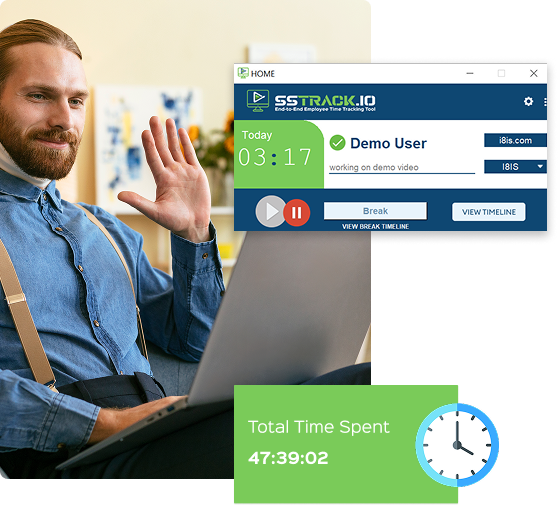 HOME
SSTRACK.IO
End-to-End Employee Time Tracking Tool
Today
03:17
Demo User
i8is.com
working on demo video
I8IS
Break
VIEW TIMELINE
VIEW BREAK TIMELINE
Total Time Spent
47:39:02